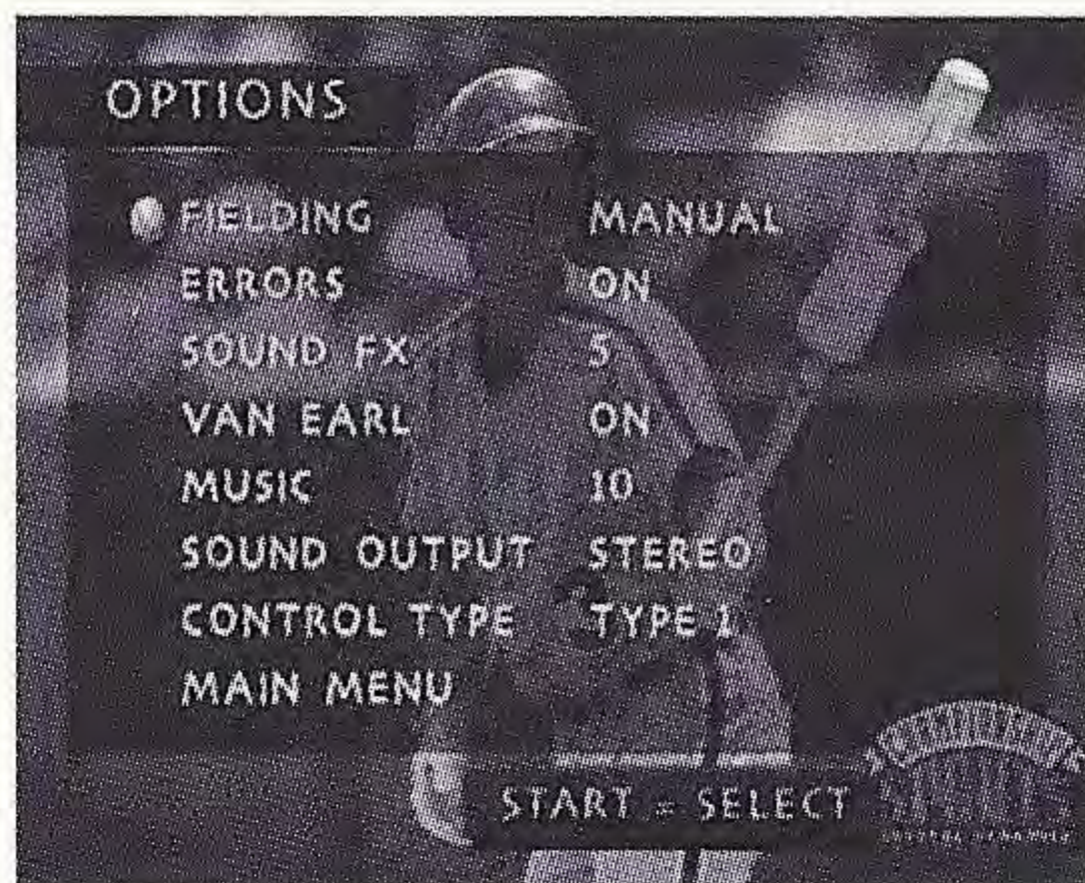 OPTIONS
FIELDING MANUAL
ERRORS ON
SOUND FX 5
VAN EARL ON
MUSIC 10
SOUND OUTPUT STEREO
CONTROL TYPE TYPE 1
MAIN MENU
START = SELECT
SPORTS